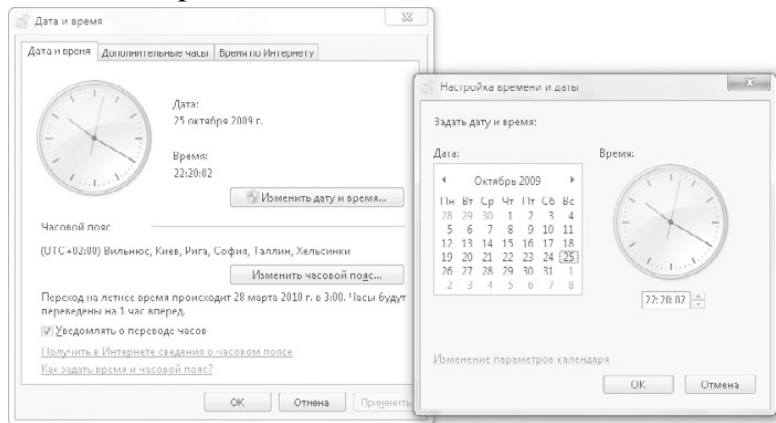 Дата и время
Дата и время Дополнительные часы Время по Интернету
Дата:
25 октября 2009 г.
Время:
22:20:02
Изменить дату и время...
Часовой пояс
(UTC+02:00) Вильнюс, Киев, Рига, София, Таллин, Хельсинки
Изменить часовой пояс...
Переход на летнее время происходит 28 марта 2010 г. в 3:00. Часы будут
переведены на 1 час вперед.
Уведомлять о переводе часов
Получить в Интернете сведения о часовом поясе
Как задать время и часовой пояс?
ОК Отмена Применить
Настройка времени и даты
Задать дату и время:
Дата: Время:
Октябрь 2009
Пн Вт Ср Чт Пт Сб Вс
28 29 30 1 2 3 4
5 6 7 8 9 10 11
12 13 14 15 16 17 18
19 20 21 22 23 24 25
26 27 28 29 30 31 1
2 3 4 5 6 7 8
22:20:02
Изменение параметров календаря
ОК Отмена